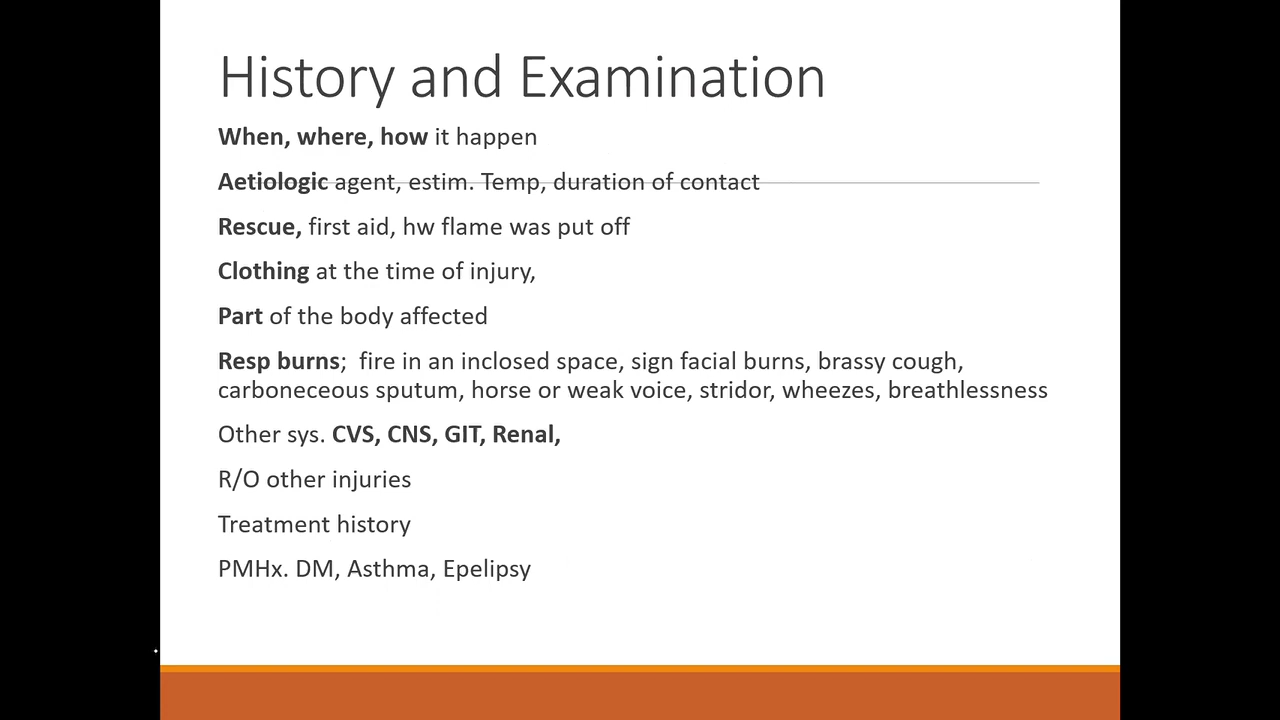 History and Examination
When, where, how it happen
Aetiologic agent, estim. Temp, duration of contact
Rescue, first aid, hw flame was put off
Clothing at the time of injury,
Part of the body affected
Resp burns;  fire in an inclosed space, sign facial burns, brassy cough,
carboneceous sputum, horse or weak voice, stridor, wheezes, breathlessness
Other sys. CVS, CNS, GIT, Renal,
R/O other injuries
Treatment history
PMHx. DM, Asthma, Epelipsy